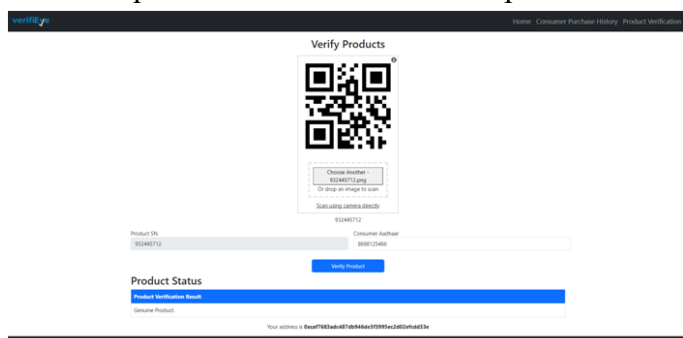 verifiEye
Home Consumer Purchase History Product Verification
Verify Products
Choose Another -
932445712.png
Or drop an image to scan
Scan using camera directly
932445712
Product SN
Consumer Aadhaar
932445712
8698125466
Verify Product
Product Status
Product Verification Result
Genuine Product.
Your address is